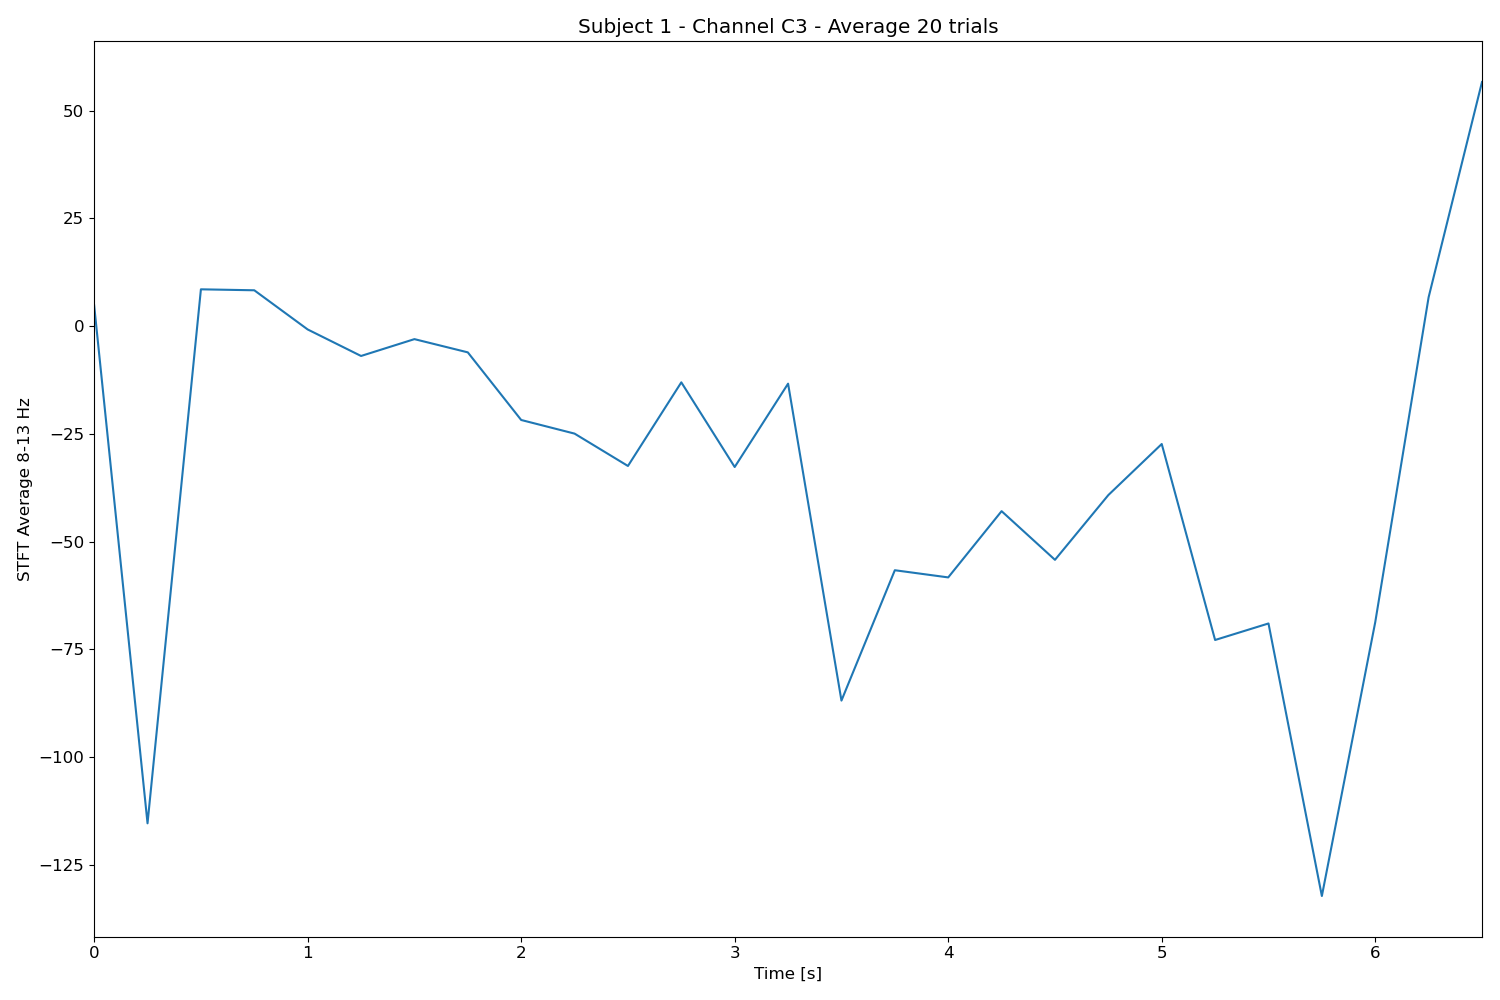 Subject 1 - Channel C3 - Average 20 trials
50
25
0
−25
−50
−75
−100
−125
STFT Average 8-13 Hz
0 1 2 3 4 5 6
Time [s]